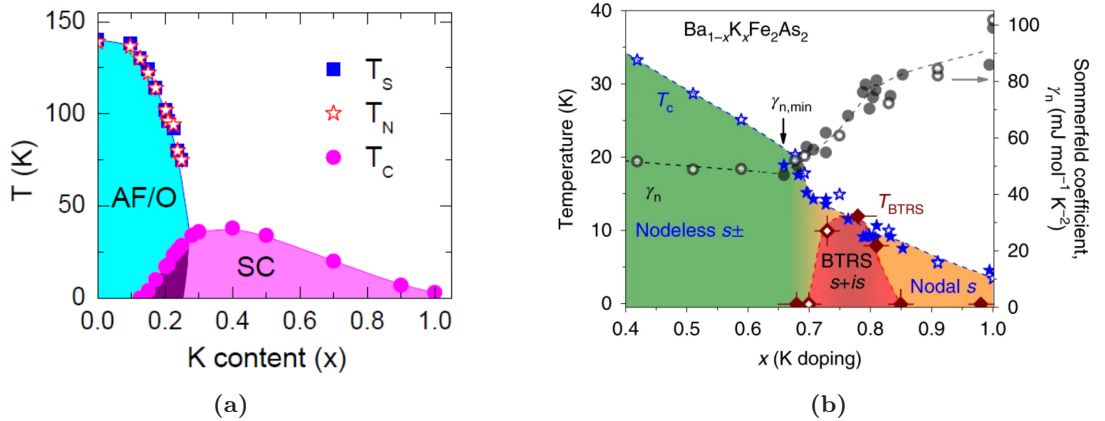 T (K)
150
100
50
0
T_S
T_N
T_C
AF/O
SC
0.0 0.2 0.4 0.6 0.8 1.0
K content (x)
(a)
Temperature (K)
40
30
20
10
0
Ba₁₋ₓKₓFe₂As₂
T_c
γ_n,min
γ_n
T_BTRS
Nodeless s±
BTRS
s+is
Nodal s
0.4 0.5 0.6 0.7 0.8 0.9 1.0
x (K doping)
100
80
60
40
20
0
Sommerfeld coefficient,
γ_n (mJ mol⁻¹ K⁻²)
(b)